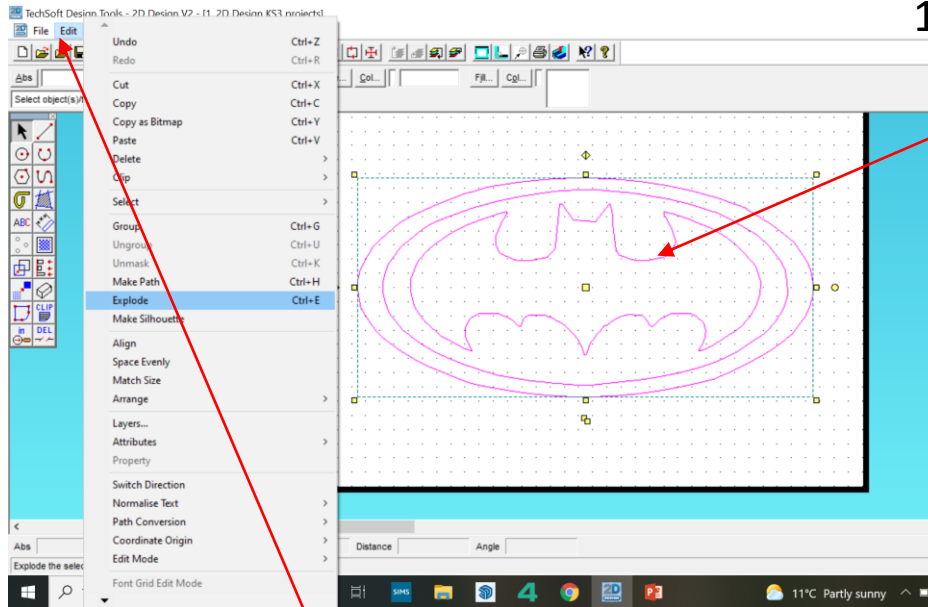 TechSoft Design Tools - 2D Design V2 - [1. 2D Design KS3 projects]
1
File Edit
Undo Ctrl+Z
Redo Ctrl+R
Cut Ctrl+X
Copy Ctrl+C
Copy as Bitmap Ctrl+Y
Paste Ctrl+V
Delete
Clip
Select
Group Ctrl+G
Ungroup Ctrl+U
Unmask Ctrl+K
Make Path Ctrl+H
Explode Ctrl+E
Make Silhouette
Align
Space Evenly
Match Size
Arrange
Layers...
Attributes
Property
Switch Direction
Normalise Text
Path Conversion
Coordinate Origin
Edit Mode
Font Grid Edit Mode
Abs
Col...
Fill... Col...
Select object(s)/
ABC
CLIP
in DEL
Abs Distance Angle
Explode the selec
SIMS 4 2D DESIGN P
11°C Partly sunny